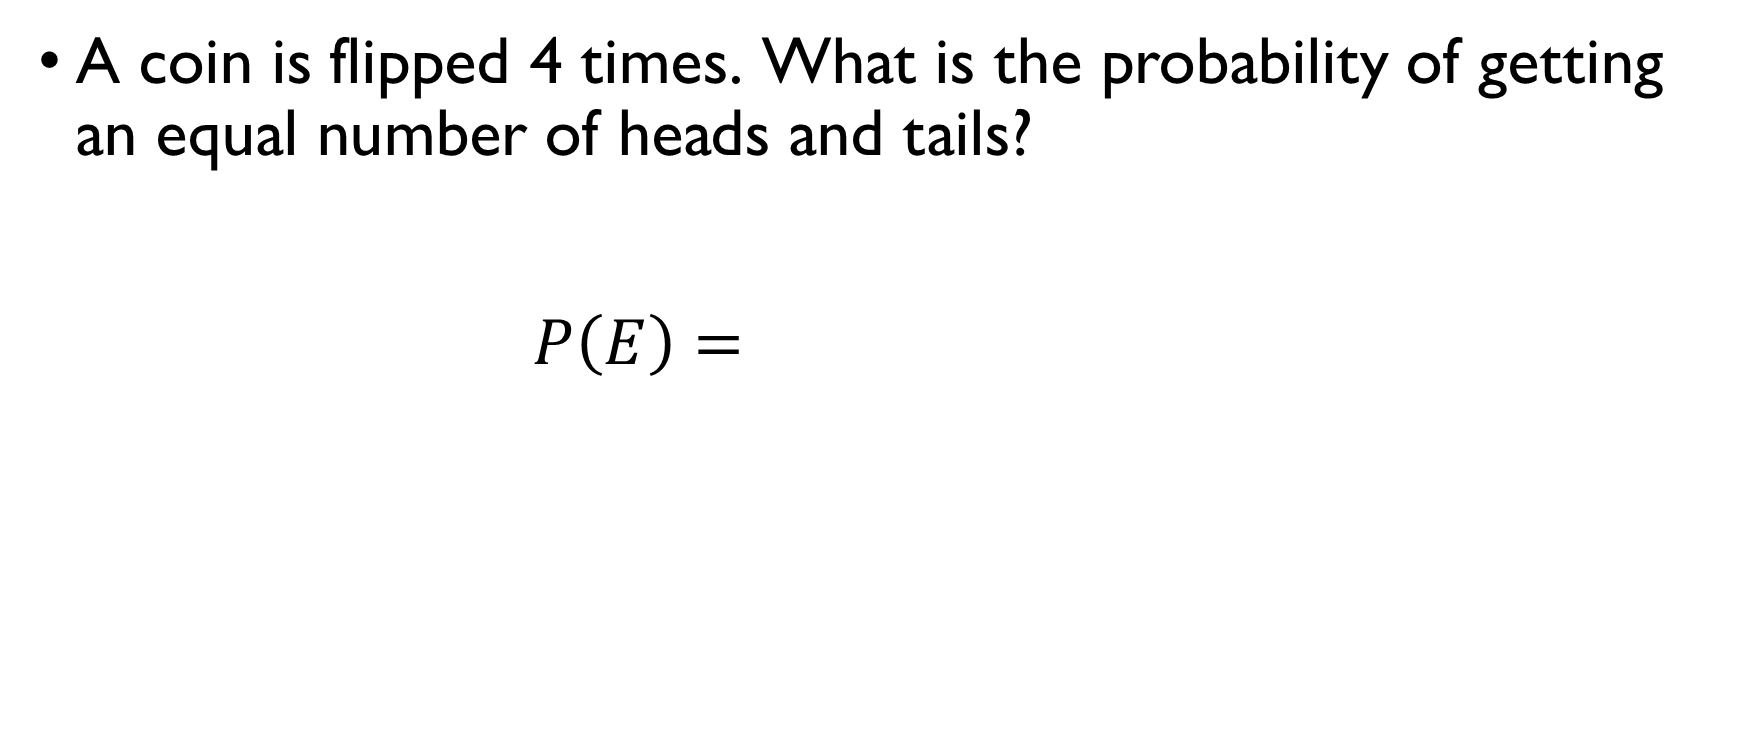 • A coin is flipped 4 times. What is the probability of getting
an equal number of heads and tails?
P(E) =